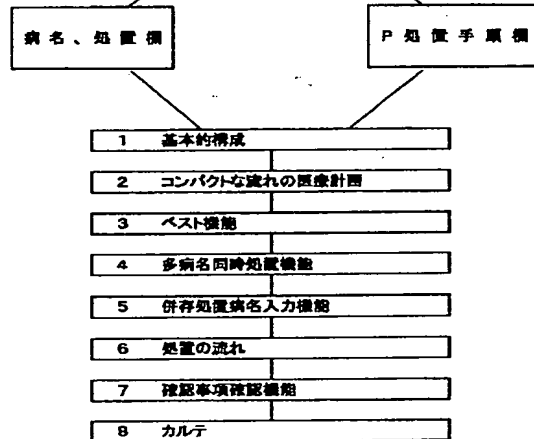 病名、処置欄
P処置手順欄
1 基本的構成
2 コンパクトな流れの医療計画
3 ベスト機能
4 多病名同時処置機能
5 併存処置病名入力機能
6 処置の流れ
7 確認事項確認機能
8 カルテ